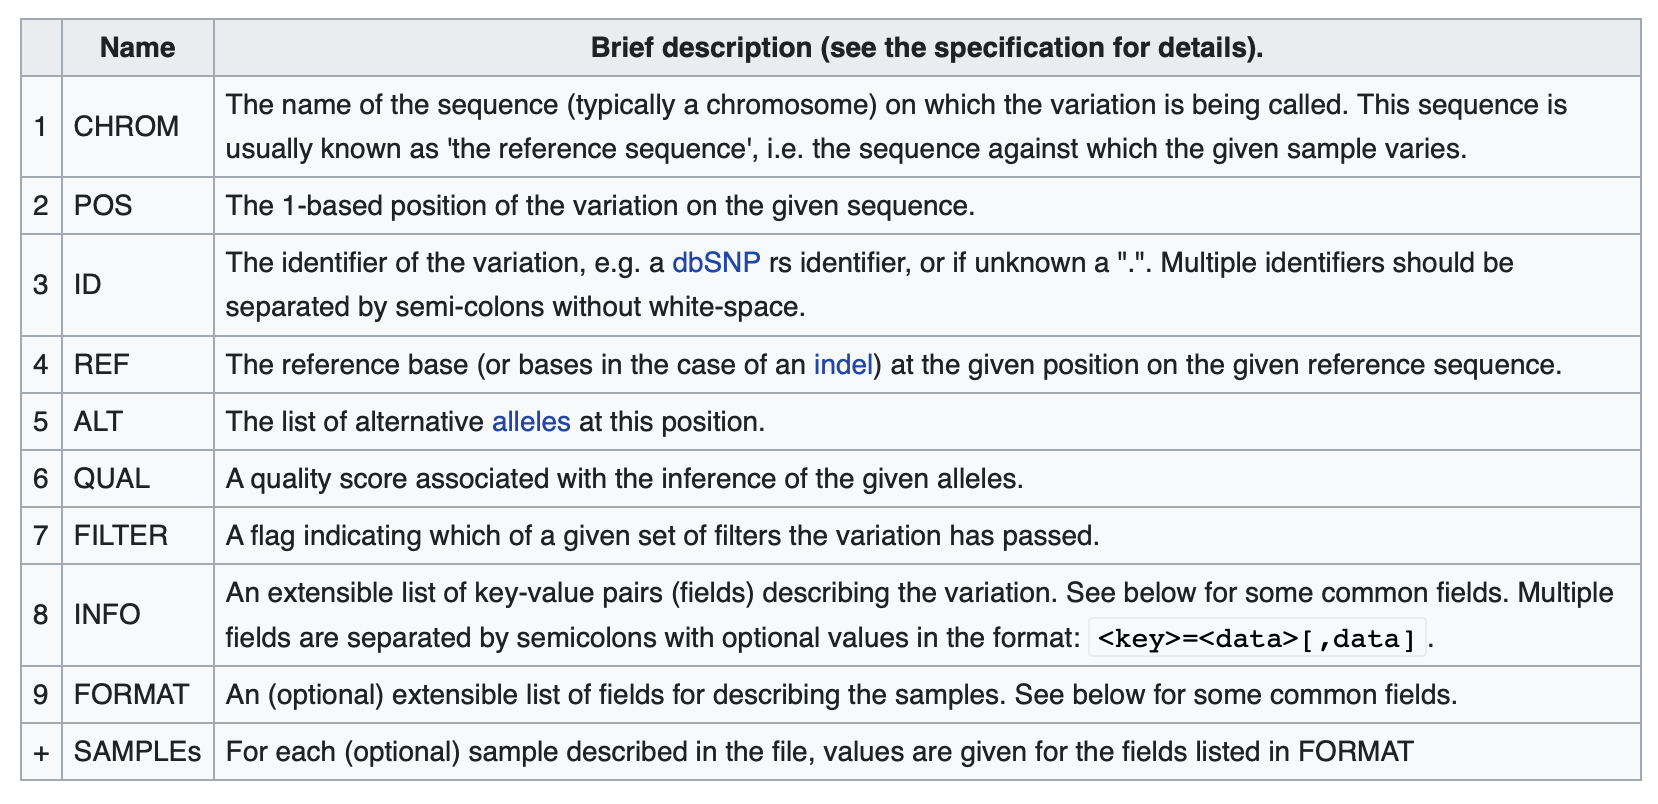 Name Brief description (see the specification for details).
1 CHROM The name of the sequence (typically a chromosome) on which the variation is being called. This sequence is
usually known as 'the reference sequence', i.e. the sequence against which the given sample varies.
2 POS The 1-based position of the variation on the given sequence.
3 ID The identifier of the variation, e.g. a dbSNP rs identifier, or if unknown a ".". Multiple identifiers should be
separated by semi-colons without white-space.
4 REF The reference base (or bases in the case of an indel) at the given position on the given reference sequence.
5 ALT The list of alternative alleles at this position.
6 QUAL A quality score associated with the inference of the given alleles.
7 FILTER A flag indicating which of a given set of filters the variation has passed.
8 INFO An extensible list of key-value pairs (fields) describing the variation. See below for some common fields. Multiple
fields are separated by semicolons with optional values in the format: <key>=<data>[,data].
9 FORMAT An (optional) extensible list of fields for describing the samples. See below for some common fields.
+ SAMPLEs For each (optional) sample described in the file, values are given for the fields listed in FORMAT